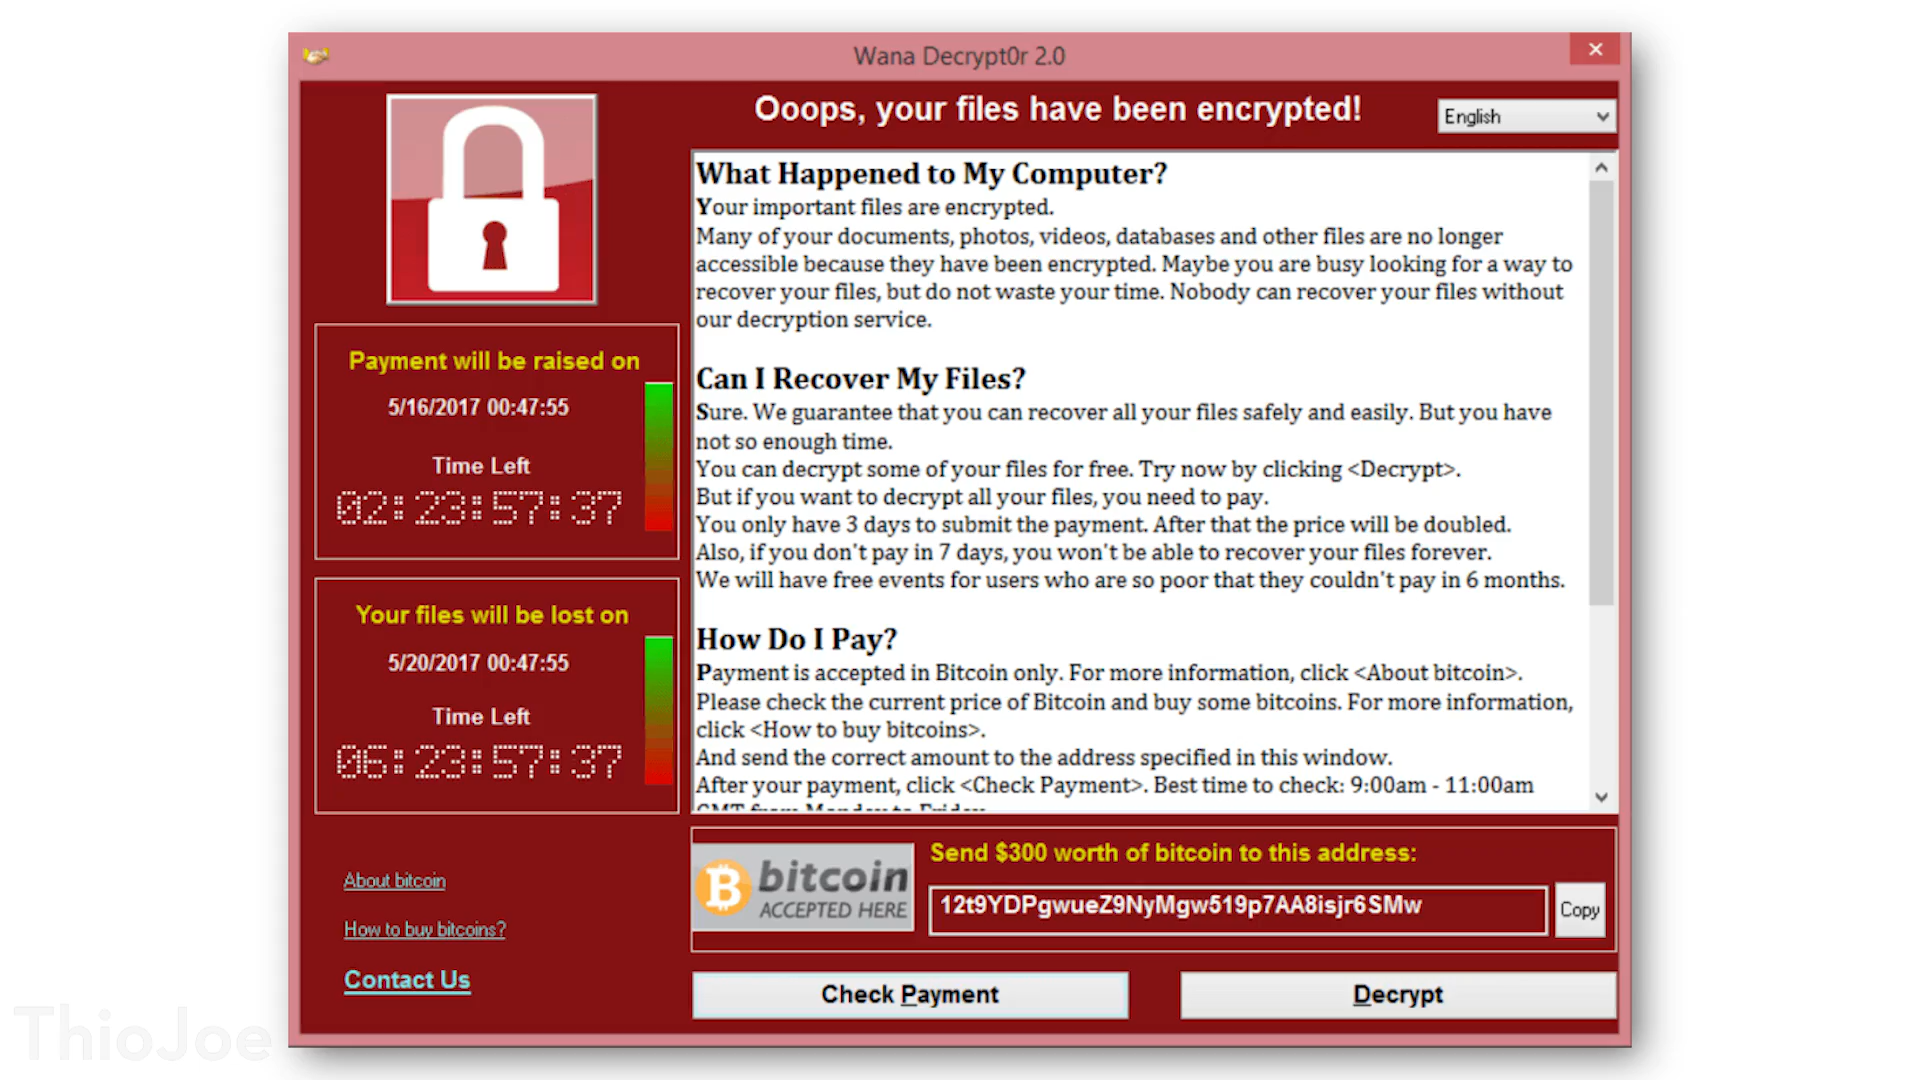 Wana Decrypt0r 2.0
Ooops, your files have been encrypted!
English
What Happened to My Computer?
Your important files are encrypted.
Many of your documents, photos, videos, databases and other files are no longer
accessible because they have been encrypted. Maybe you are busy looking for a way to
recover your files, but do not waste your time. Nobody can recover your files without
our decryption service.
Can I Recover My Files?
Sure. We guarantee that you can recover all your files safely and easily. But you have
not so enough time.
You can decrypt some of your files for free. Try now by clicking <Decrypt>.
But if you want to decrypt all your files, you need to pay.
You only have 3 days to submit the payment. After that the price will be doubled.
Also, if you don't pay in 7 days, you won't be able to recover your files forever.
We will have free events for users who are so poor that they couldn't pay in 6 months.
How Do I Pay?
Payment is accepted in Bitcoin only. For more information, click <About bitcoin>.
Please check the current price of Bitcoin and buy some bitcoins. For more information,
click <How to buy bitcoins>.
And send the correct amount to the address specified in this window.
After your payment, click <Check Payment>. Best time to check: 9:00am - 11:00am
GMT from Monday to Friday
Payment will be raised on
5/16/2017 00:47:55
Time Left
02:23:57:37
Your files will be lost on
5/20/2017 00:47:55
Time Left
06:23:57:37
About bitcoin
How to buy bitcoins?
Contact Us
bitcoin
ACCEPTED HERE
Send $300 worth of bitcoin to this address:
12t9YDPgwueZ9NyMgw519p7AA8isjr6SMw
Copy
Check Payment
Decrypt
ThioJoe